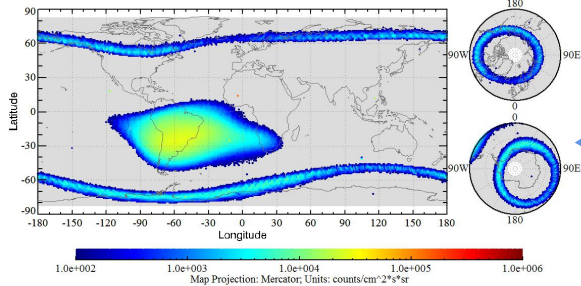 180
90
60
30
0
-30
-60
-90
Latitude
-180 -150 -120 -90 -60 -30 0 30 60 90 120 150 180
Longitude
90W 90E
0
0
90W 90E
180
1.0e+002 1.0e+003 1.0e+004 1.0e+005 1.0e+006
Map Projection: Mercator; Units: counts/cm^2*s*sr